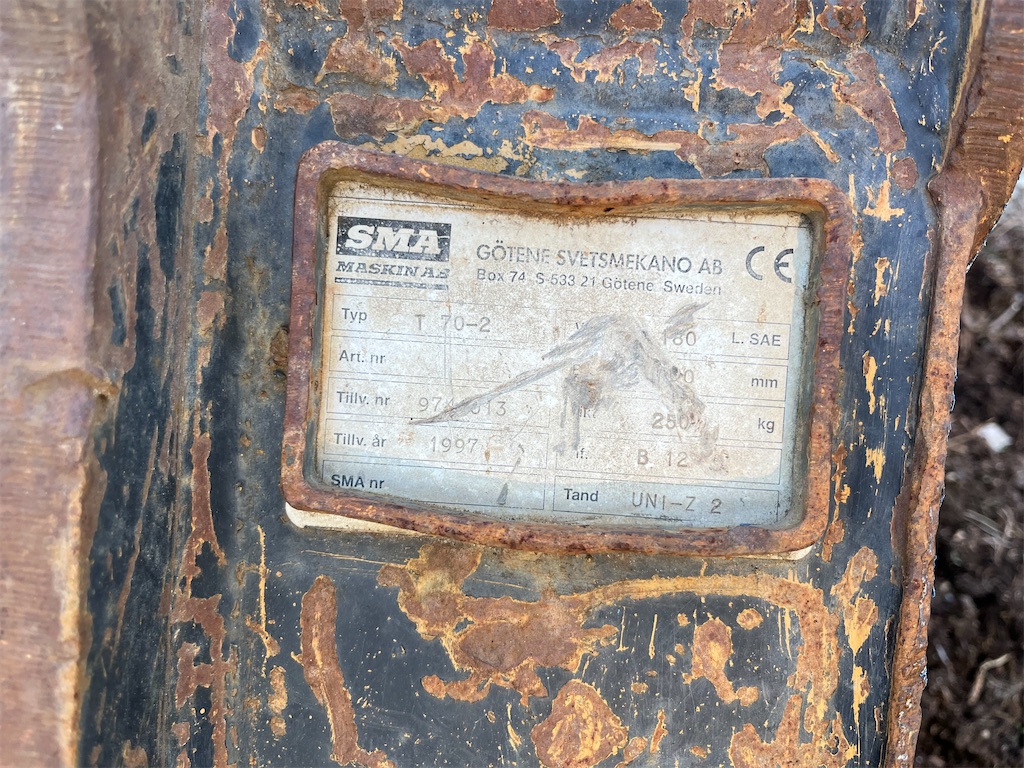 SMA
MASKIN AB
GÖTENE SVETSMEKANO AB
Box 74 S-533 21 Götene Sweden
CE
Typ T 70-2
180 L. SAE
Art. nr
mm
Tillv. nr
250 kg
Tillv. år 1997
B 12
SMA nr
Tand UNI-Z 2